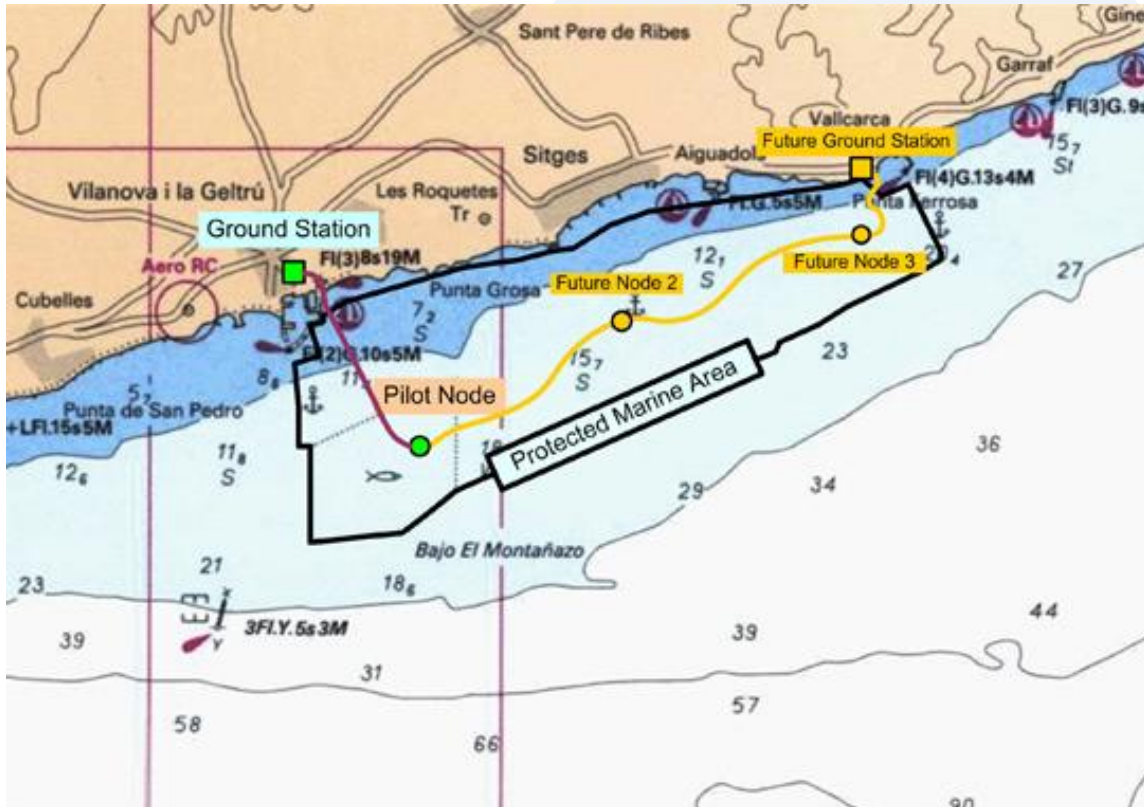 Gine
Sant Pere de Ribes
Garraf
Fl(3)G.9s
Vallcarca
15₇
St
Future Ground Station
Sitges
Aiguadolç
Fl(4)G.13s4M
Vilanova i la Geltrú
Les Roquetes
Tr
Fl.G.5s5M
Punta Ferrosa
Ground Station
12₁
S
Future Node 3
27
Aero RC
Fl(3)8s19M
Punta Grosa
Future Node 2
Cubelles
7₂
S
Fl(2)G.10s5M
15₇
S
23
8₆
5₇
Punta de San Pedro
Pilot Node
Protected Marine Area
+LFl.15s5M
11₈
S
18
36
12₆
29
34
Bajo El Montañazo
21
23
18₆
44
3Fl.Y.5s3M
Y
39
39
31
57
58
66
90